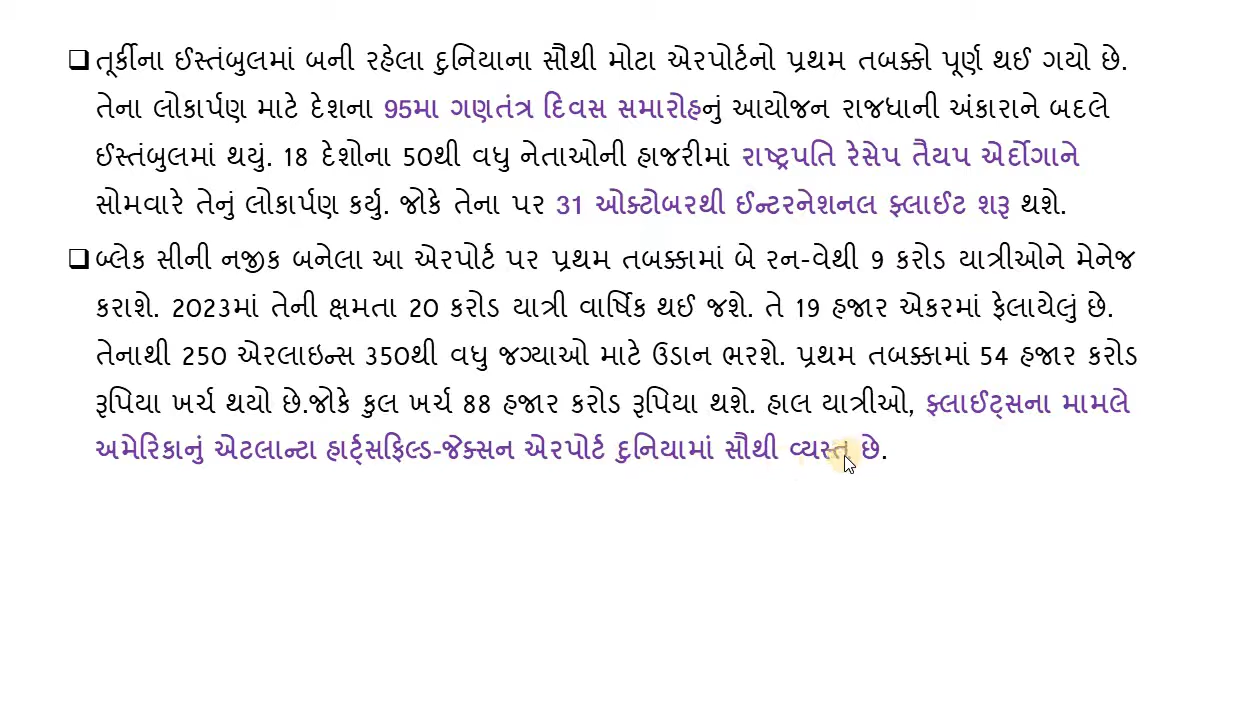 ❑ તૂર્કીના ઈસ્તંબુલમાં બની રહેલા દુનિયાના સૌથી મોટા એરપોર્ટનો પ્રથમ તબક્કો પૂર્ણ થઈ ગયો છે.
તેના લોકાર્પણ માટે દેશના 95મા ગણતંત્ર દિવસ સમારોહનું આયોજન રાજધાની અંકારાને બદલે
ઈસ્તંબુલમાં થયું. 18 દેશોના 50થી વધુ નેતાઓની હાજરીમાં રાષ્ટ્રપતિ રેસેપ તૈયપ એર્દોગાને
સોમવારે તેનું લોકાર્પણ કર્યુ. જોકે તેના પર 31 ઓક્ટોબરથી ઈન્ટરનેશનલ ફ્લાઈટ શરૂ થશે.
❑ બ્લેક સીની નજીક બનેલા આ એરપોર્ટ પર પ્રથમ તબક્કામાં બે રન-વેથી 9 કરોડ યાત્રીઓને મેનેજ
કરાશે. 2023માં તેની ક્ષમતા 20 કરોડ યાત્રી વાર્ષિક થઈ જશે. તે 19 હજાર એકરમાં ફેલાયેલું છે.
તેનાથી 250 એરલાઇન્સ 350થી વધુ જગ્યાઓ માટે ઉડાન ભરશે. પ્રથમ તબક્કામાં 54 હજાર કરોડ
રૂપિયા ખર્ચ થયો છે.જોકે કુલ ખર્ચ 88 હજાર કરોડ રૂપિયા થશે. હાલ યાત્રીઓ, ફ્લાઈટ્સના મામલે
અમેરિકાનું એટલાન્ટા હાર્ટ્સફિલ્ડ-જેક્સન એરપોર્ટ દુનિયામાં સૌથી વ્યસ્ત છે.